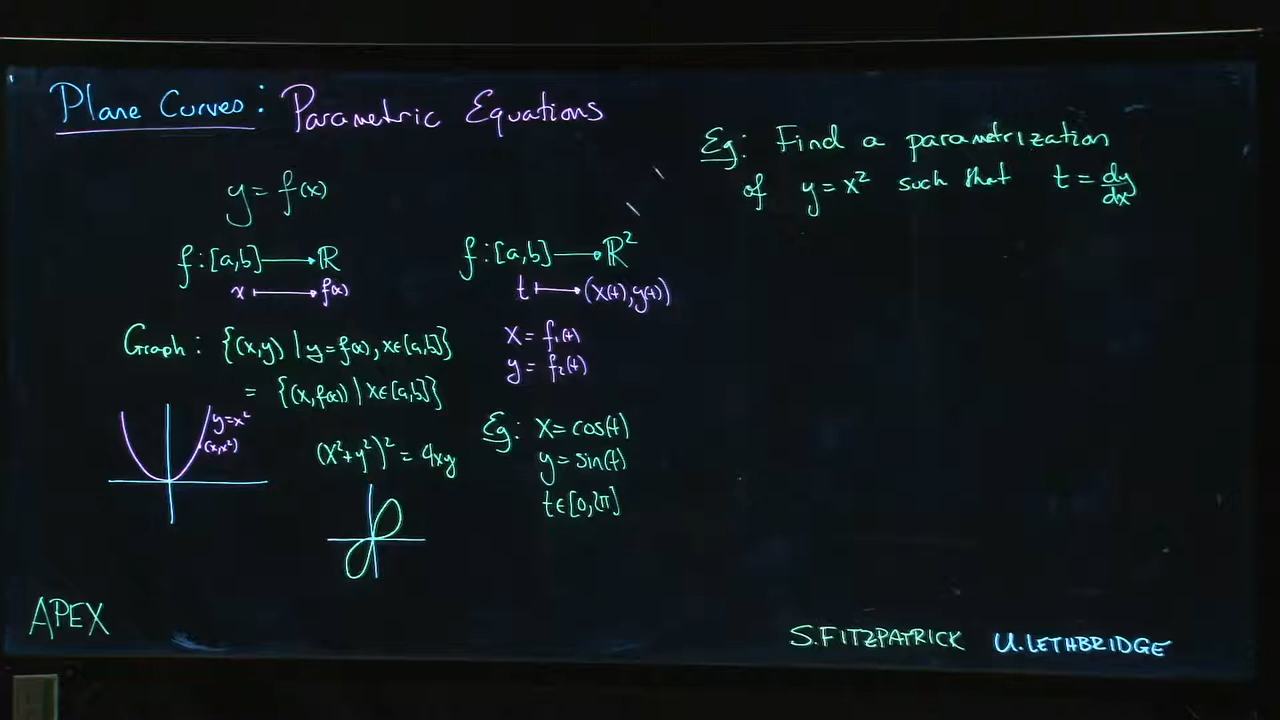 Plane Curves: Parametric Equations
y = f(x)
f: [a,b] ⟶ ℝ
x ⟼ f(x)
Graph: {(x,y) | y=f(x), x∈[a,b]}
= {(x,f(x)) | x∈[a,b]}
y=x²
(x,x²)
(x²+y²)² = 4xy
f: [a,b] ⟶ ℝ²
t ⟼ (x(t), y(t))
x = f₁(t)
y = f₂(t)
Eg: x = cos(t)
y = sin(t)
t∈[0,2π]
Eg: Find a parametrization
of y = x² such that t = dy/dx
APEX
S.FITZPATRICK U.LETHBRIDGE